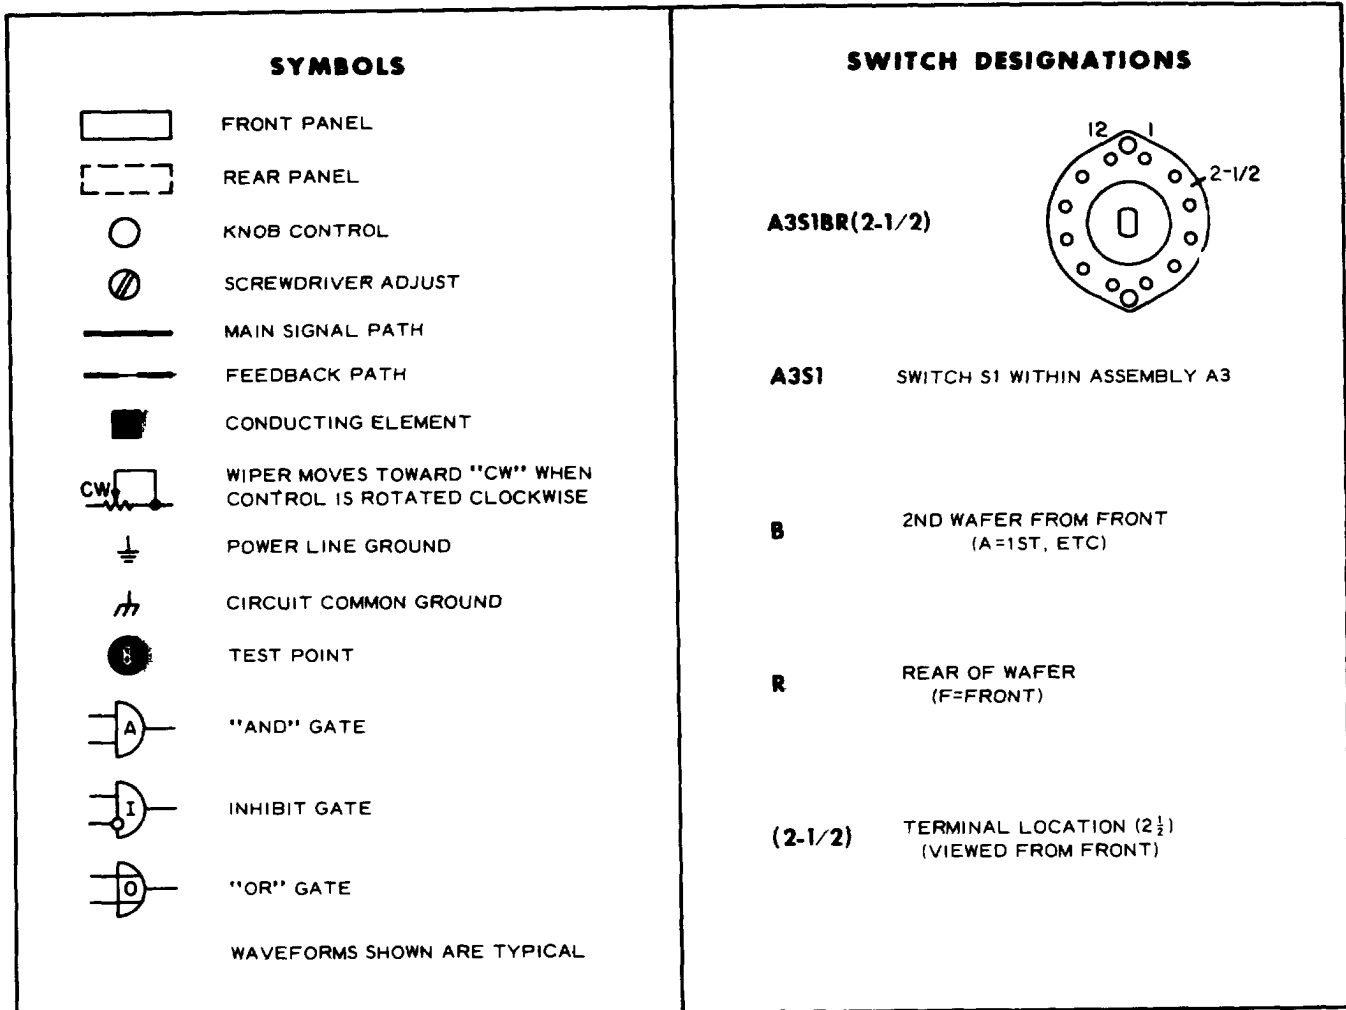 SYMBOLS
FRONT PANEL
REAR PANEL
KNOB CONTROL
SCREWDRIVER ADJUST
MAIN SIGNAL PATH
FEEDBACK PATH
CONDUCTING ELEMENT
CW
WIPER MOVES TOWARD "CW" WHEN
CONTROL IS ROTATED CLOCKWISE
POWER LINE GROUND
CIRCUIT COMMON GROUND
TEST POINT
A
"AND" GATE
I
INHIBIT GATE
O
"OR" GATE
WAVEFORMS SHOWN ARE TYPICAL
SWITCH DESIGNATIONS
12 1
2-1/2
A3S1BR(2-1/2)
A3S1 SWITCH S1 WITHIN ASSEMBLY A3
B 2ND WAFER FROM FRONT
(A=1ST, ETC)
R REAR OF WAFER
(F=FRONT)
(2-1/2) TERMINAL LOCATION (2½)
(VIEWED FROM FRONT)